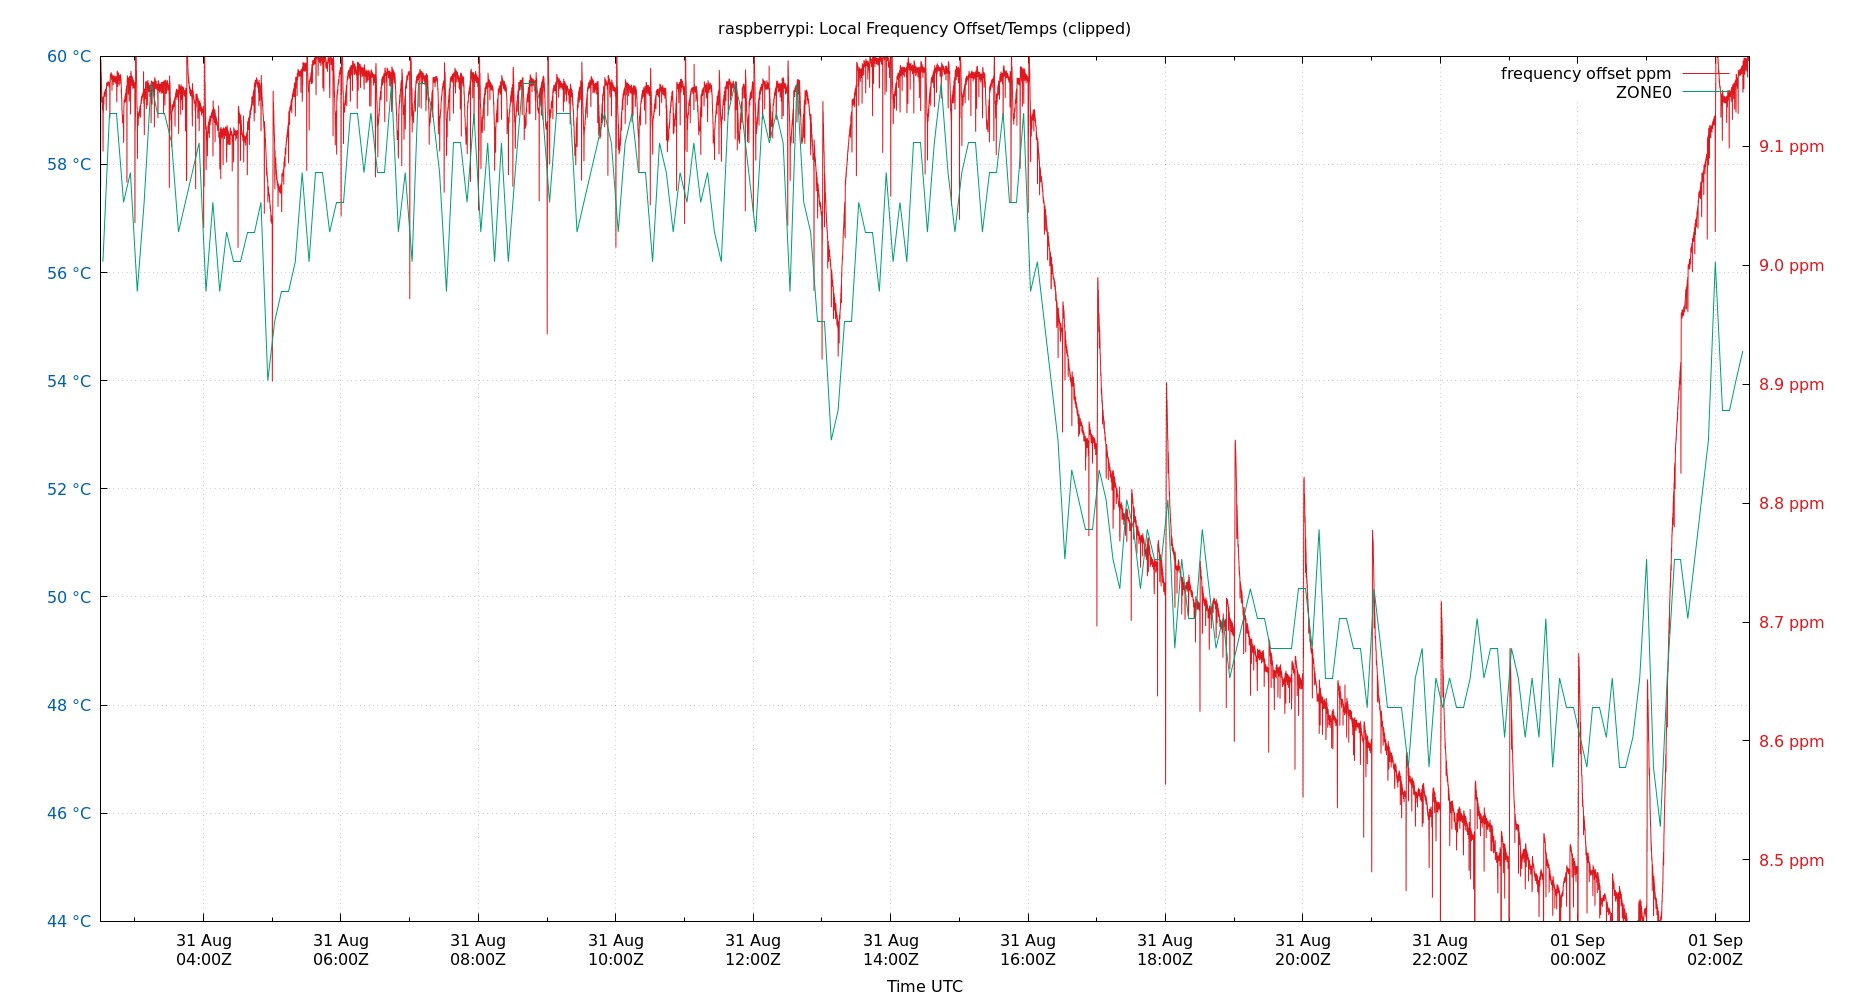 raspberrypi: Local Frequency Offset/Temps (clipped)
frequency offset ppm
ZONE0
60 °C
58 °C
56 °C
54 °C
52 °C
50 °C
48 °C
46 °C
44 °C
9.1 ppm
9.0 ppm
8.9 ppm
8.8 ppm
8.7 ppm
8.6 ppm
8.5 ppm
31 Aug 31 Aug 31 Aug 31 Aug 31 Aug 31 Aug 31 Aug 31 Aug 31 Aug 31 Aug 01 Sep 01 Sep
04:00Z 06:00Z 08:00Z 10:00Z 12:00Z 14:00Z 16:00Z 18:00Z 20:00Z 22:00Z 00:00Z 02:00Z
Time UTC